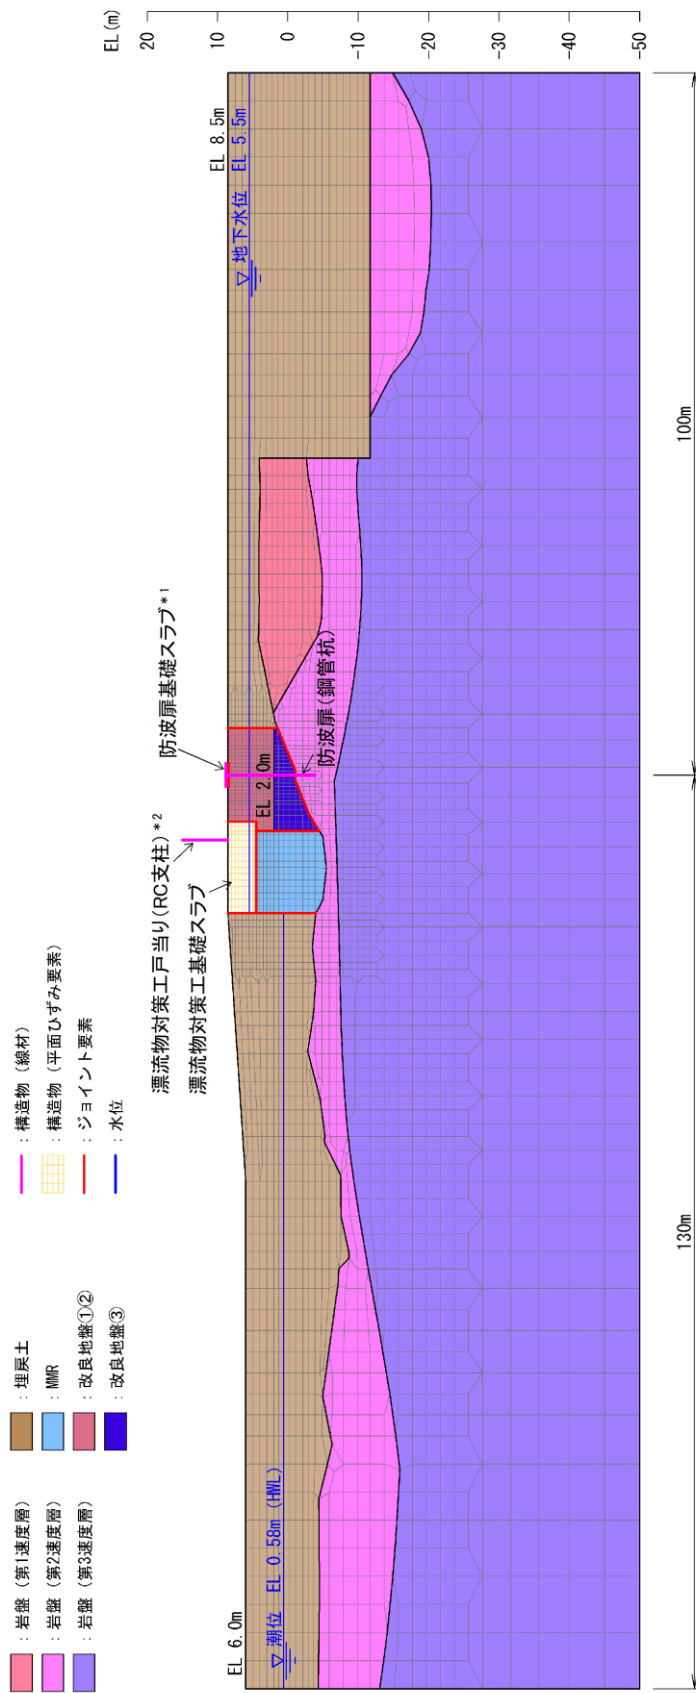 ：岩盤（第1速度層）
：岩盤（第2速度層）
：岩盤（第3速度層）
：埋戻土
：MMR
：改良地盤①②
：改良地盤③
：構造物（線材）
：構造物（平面ひずみ要素）
：ジョイント要素
：水位
漂流物対策工戸当り(RC支柱)*2
漂流物対策工基礎スラブ
防波扉基礎スラブ*1
防波扉(鋼管杭)
EL 2.0m
EL 6.0m
▽潮位 EL 0.58m (HWL)
EL 8.5m
▽地下水位 EL 5.5m
EL(m)
20
10
0
-10
-20
-30
-40
-50
130m
100m